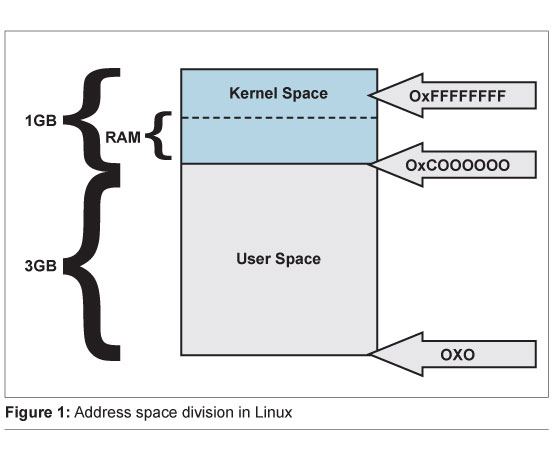 Kernel Space
OxFFFFFFFF
1GB
RAM
OxCOOOOOO
User Space
3GB
OXO
Figure 1: Address space division in Linux